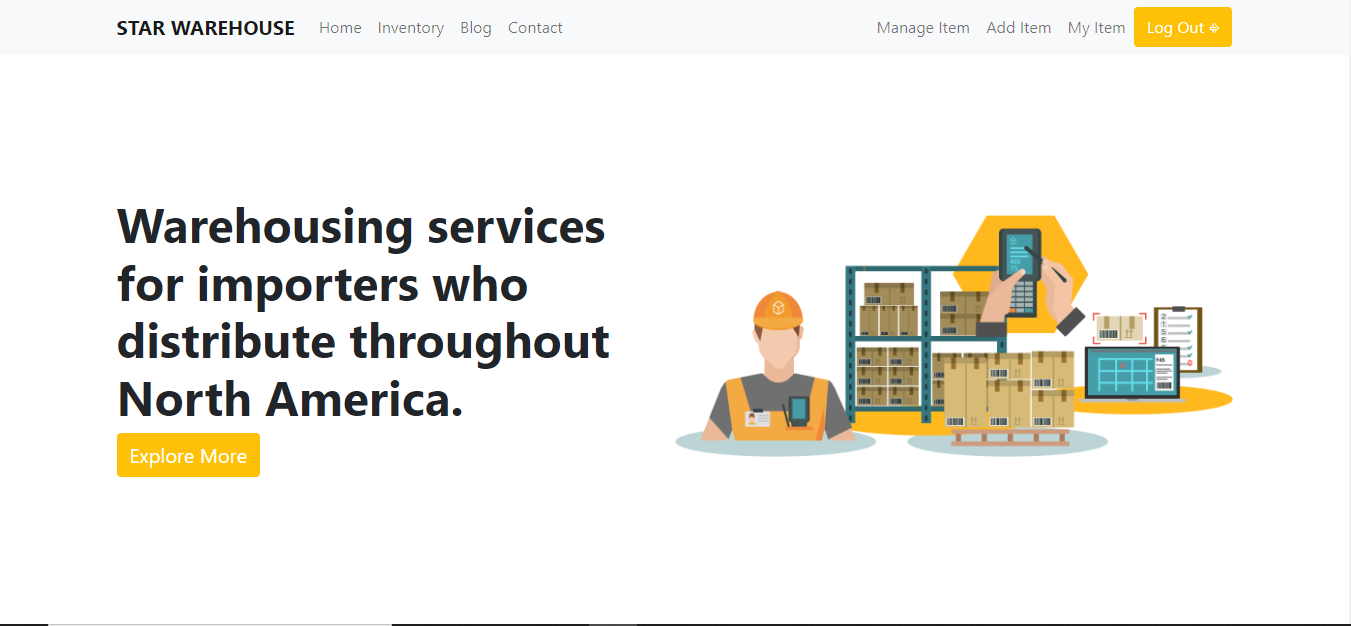 STAR WAREHOUSE Home Inventory Blog Contact Manage Item Add Item My Item Log Out
Warehousing services
for importers who
distribute throughout
North America.
Explore More